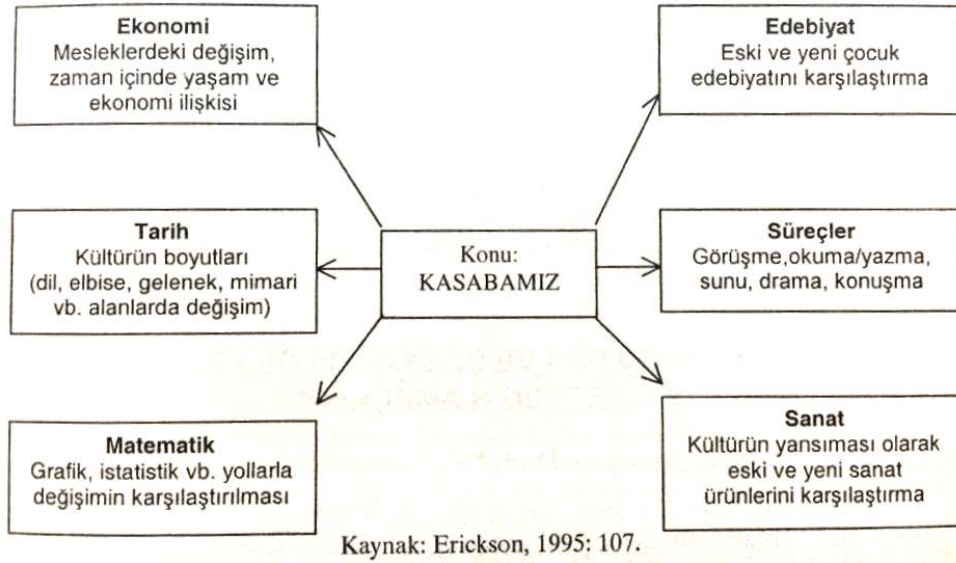 Ekonomi
Mesleklerdeki değişim,
zaman içinde yaşam ve
ekonomi ilişkisi
Edebiyat
Eski ve yeni çocuk
edebiyatını karşılaştırma
Tarih
Kültürün boyutları
(dil, elbise, gelenek, mimari
vb. alanlarda değişim)
Konu:
KASABAMIZ
Süreçler
Görüşme,okuma/yazma,
sunu, drama, konuşma
Matematik
Grafik, istatistik vb. yollarla
değişimin karşılaştırılması
Sanat
Kültürün yansıması olarak
eski ve yeni sanat
ürünlerini karşılaştırma
Kaynak: Erickson, 1995: 107.